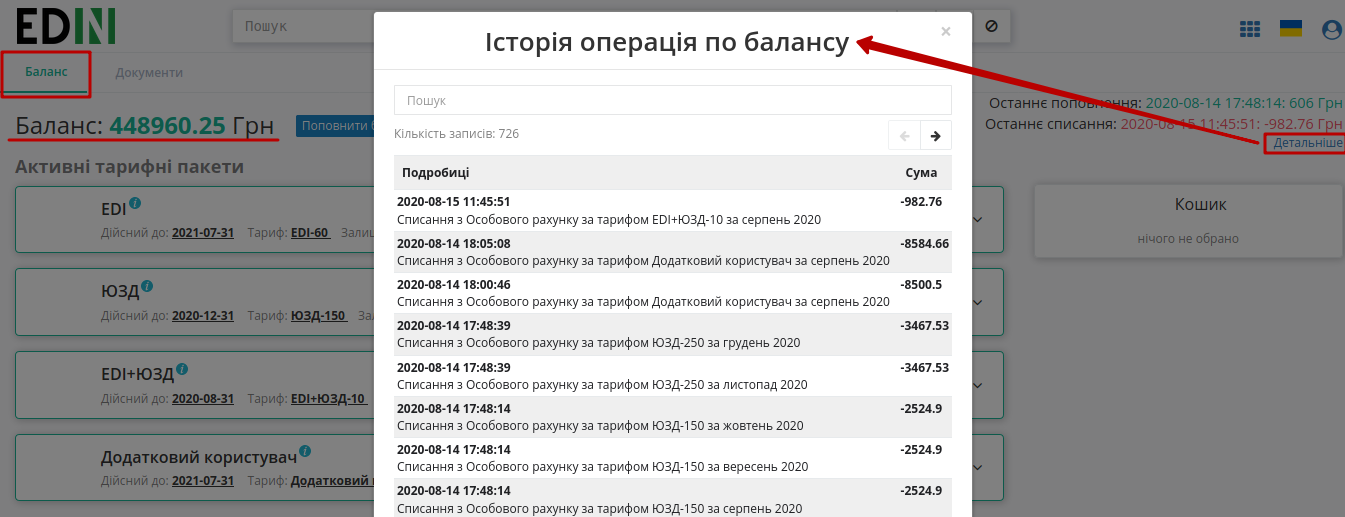 EDIN
Пошук
Баланс
Документи
Останнє поповнення: 2020-08-14 17:48:14: 606 Грн
Останнє списання: 2020-08-15 11:45:51: -982.76 Грн
Детальніше
Баланс: 448960.25 Грн
Поповнити
Активні тарифні пакети
EDI
Дійсний до: 2021-07-31 Тариф: EDI-60
ЮЗД
Дійсний до: 2020-12-31 Тариф: ЮЗД-150
EDI+ЮЗД
Дійсний до: 2020-08-31 Тариф: EDI+ЮЗД-10
Додатковий користувач
Дійсний до: 2021-07-31 Тариф: Додатковий
Кошик
нічого не обрано
Історія операція по балансу
×
Пошук
Кількість записів: 726
Подробиці Сума
2020-08-15 11:45:51 -982.76
Списання з Особового рахунку за тарифом EDI+ЮЗД-10 за серпень 2020
2020-08-14 18:05:08 -8584.66
Списання з Особового рахунку за тарифом Додатковий користувач за серпень 2020
2020-08-14 18:00:46 -8500.5
Списання з Особового рахунку за тарифом Додатковий користувач за серпень 2020
2020-08-14 17:48:39 -3467.53
Списання з Особового рахунку за тарифом ЮЗД-250 за грудень 2020
2020-08-14 17:48:39 -3467.53
Списання з Особового рахунку за тарифом ЮЗД-250 за листопад 2020
2020-08-14 17:48:14 -2524.9
Списання з Особового рахунку за тарифом ЮЗД-150 за жовтень 2020
2020-08-14 17:48:14 -2524.9
Списання з Особового рахунку за тарифом ЮЗД-150 за вересень 2020
2020-08-14 17:48:14 -2524.9
Списання з Особового рахунку за тарифом ЮЗД-150 за серпень 2020